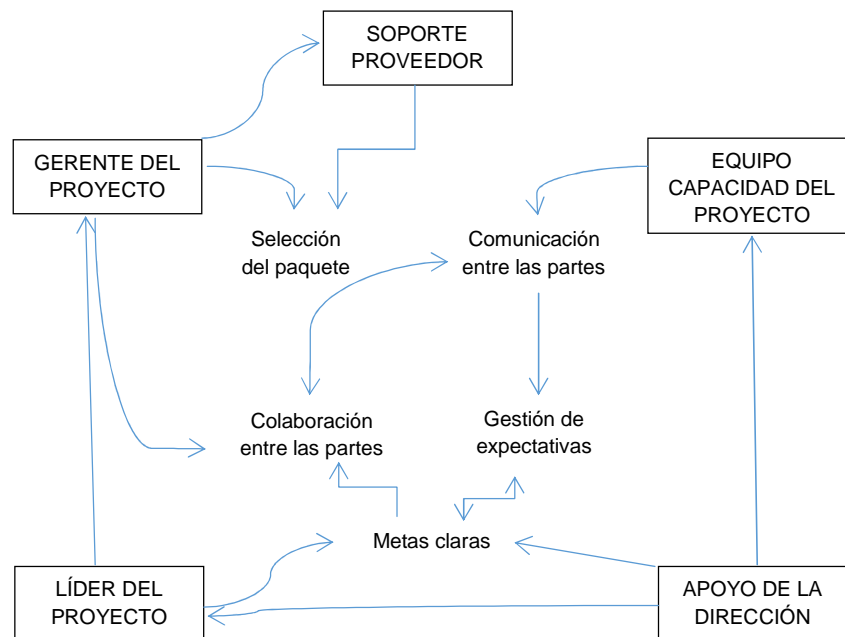 SOPORTE
PROVEEDOR
GERENTE DEL
PROYECTO
EQUIPO
CAPACIDAD DEL
PROYECTO
Selección
del paquete
Comunicación
entre las partes
Colaboración
entre las partes
Gestión de
expectativas
Metas claras
LÍDER DEL
PROYECTO
APOYO DE LA
DIRECCIÓN